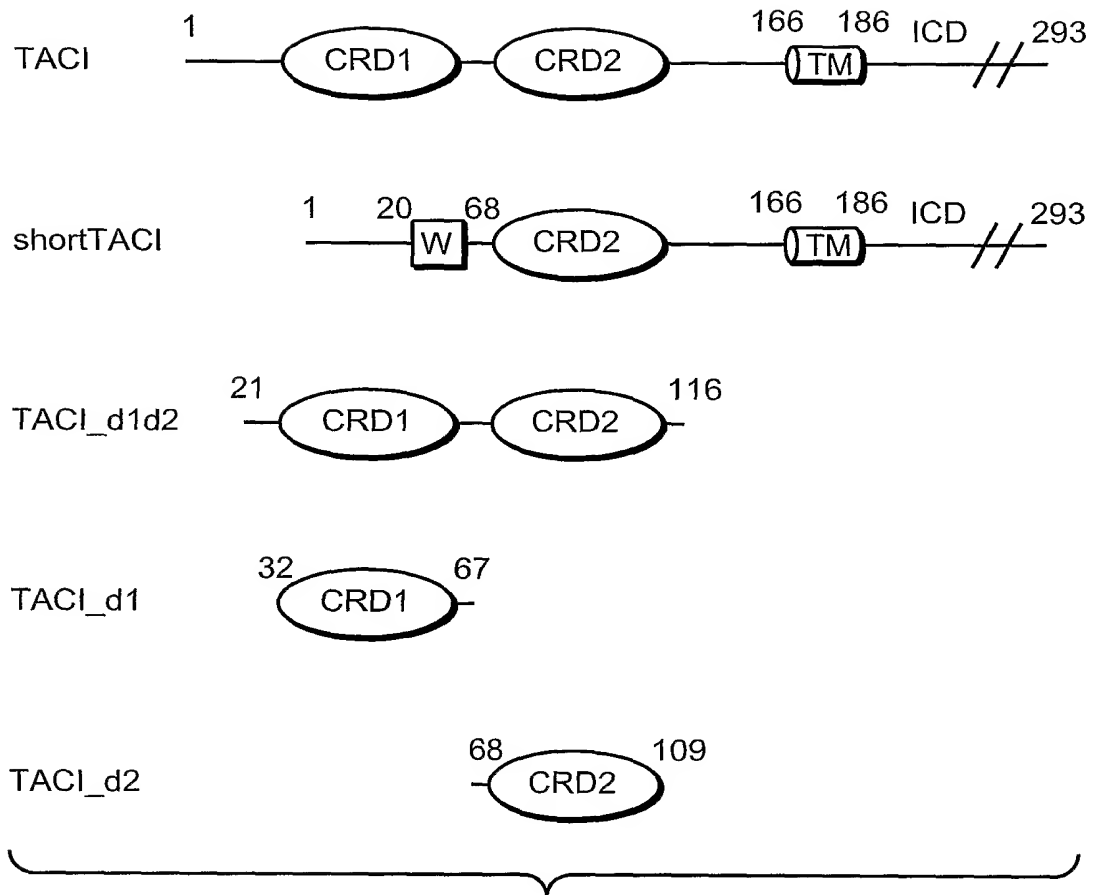 1 166 186 ICD 293
TACI CRD1 CRD2 TM
1 20 68 166 186 ICD 293
shortTACI W CRD2 TM
21 116
TACI_d1d2 CRD1 CRD2
32 67
TACI_d1 CRD1
68 109
TACI_d2 CRD2